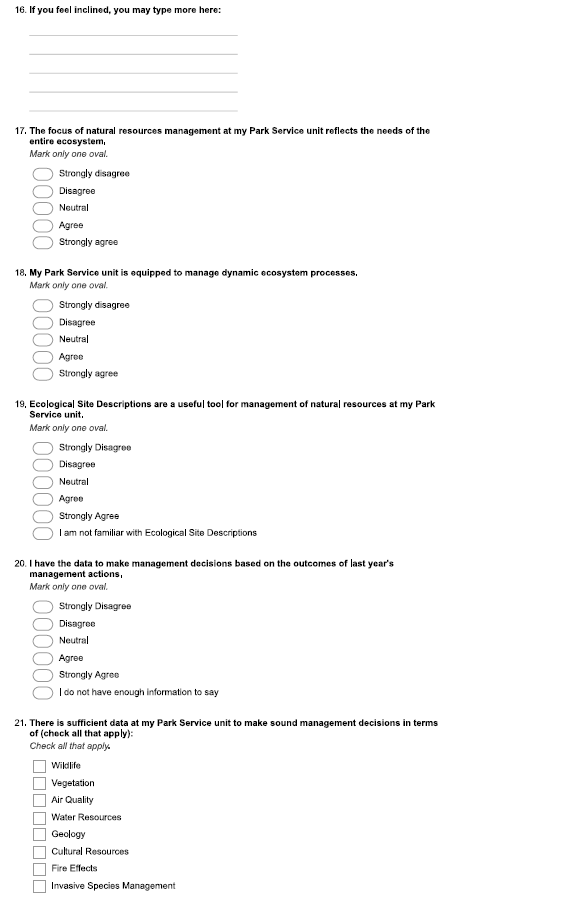 16. If you feel inclined, you may type more here:
17. The focus of natural resources management at my Park Service unit reflects the needs of the
entire ecosystem.
Mark only one oval.
Strongly disagree
Disagree
Neutral
Agree
Strongly agree
18. My Park Service unit is equipped to manage dynamic ecosystem processes.
Mark only one oval.
Strongly disagree
Disagree
Neutral
Agree
Strongly agree
19. Ecological Site Descriptions are a useful tool for management of natural resources at my Park
Service unit.
Mark only one oval.
Strongly Disagree
Disagree
Neutral
Agree
Strongly Agree
I am not familiar with Ecological Site Descriptions
20. I have the data to make management decisions based on the outcomes of last year's
management actions.
Mark only one oval.
Strongly Disagree
Disagree
Neutral
Agree
Strongly Agree
I do not have enough information to say
21. There is sufficient data at my Park Service unit to make sound management decisions in terms
of (check all that apply):
Check all that apply.
Wildlife
Vegetation
Air Quality
Water Resources
Geology
Cultural Resources
Fire Effects
Invasive Species Management